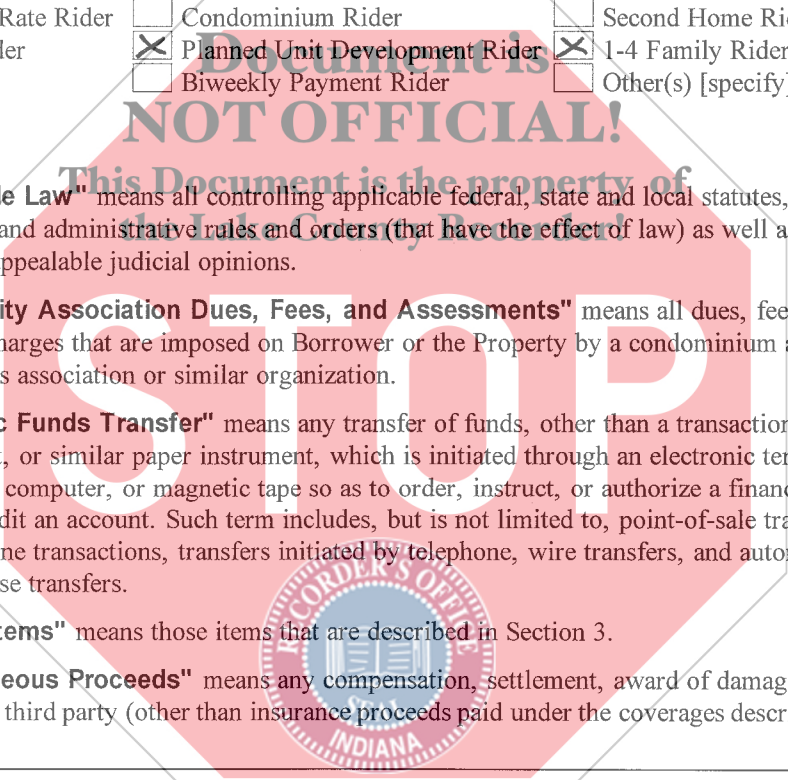 Rate Rider Condominium Rider Second Home Ri
der Planned Unit Development Rider 1-4 Family Rider
Biweekly Payment Rider Other(s) [specify]
Document is
NOT OFFICIAL!
This Document is the property of
the Lake County Recorder!
le Law" means all controlling applicable federal, state and local statutes,
and administrative rules and orders (that have the effect of law) as well a
ppealable judicial opinions.
ity Association Dues, Fees, and Assessments" means all dues, fee
harges that are imposed on Borrower or the Property by a condominium a
s association or similar organization.
c Funds Transfer" means any transfer of funds, other than a transaction
, or similar paper instrument, which is initiated through an electronic ter
computer, or magnetic tape so as to order, instruct, or authorize a financ
dit an account. Such term includes, but is not limited to, point-of-sale tra
ne transactions, transfers initiated by telephone, wire transfers, and auto
se transfers.
STOP
tems" means those items that are described in Section 3.
eous Proceeds" means any compensation, settlement, award of damag
third party (other than insurance proceeds paid under the coverages descr
RECORDER'S OFFICE
SEAL
INDIANA